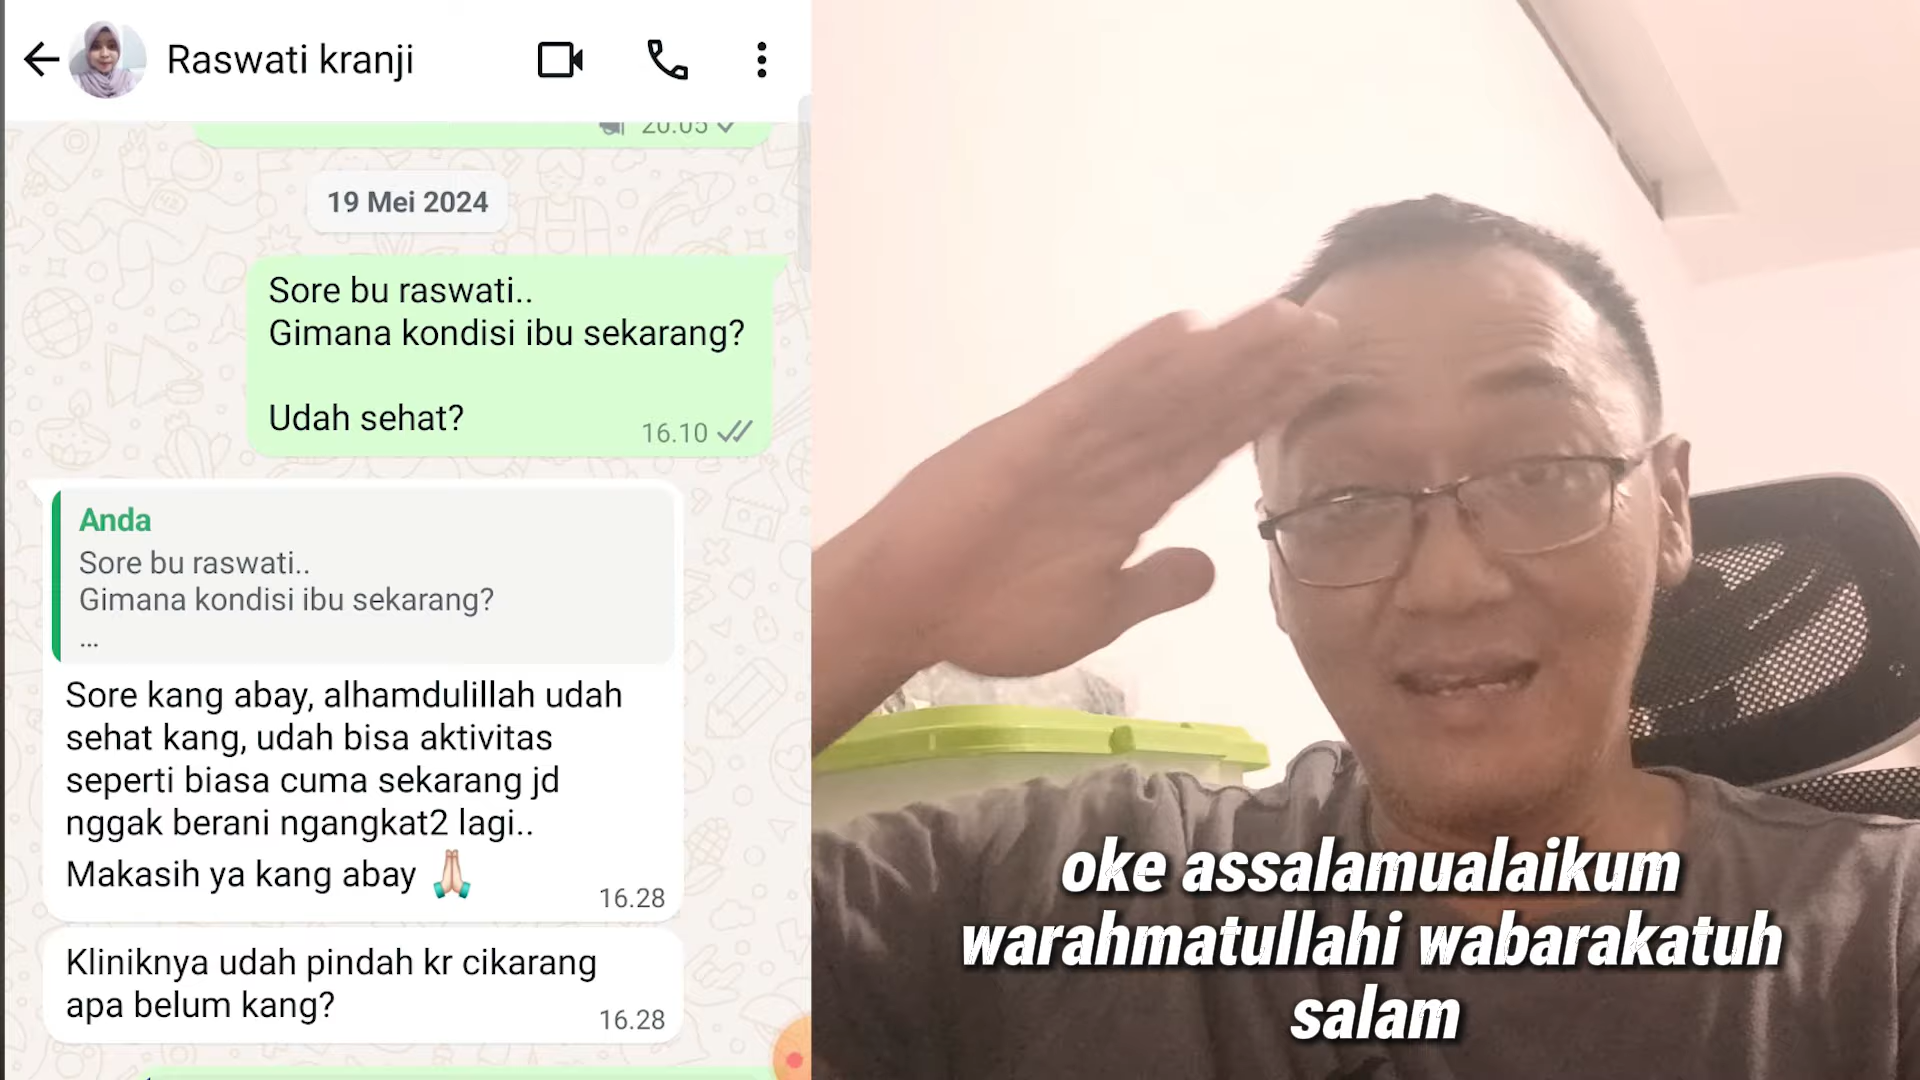 Raswati kranji
20.05
19 Mei 2024
Sore bu raswati..
Gimana kondisi ibu sekarang?
Udah sehat?
16.10
Anda
Sore bu raswati..
Gimana kondisi ibu sekarang?
...
Sore kang abay, alhamdulillah udah
sehat kang, udah bisa aktivitas
seperti biasa cuma sekarang jd
nggak berani ngangkat2 lagi..
Makasih ya kang abay 🙏🏻
16.28
Kliniknya udah pindah kr cikarang
apa belum kang?
16.28
oke assalamualaikum
warahmatullahi wabarakatuh
salam